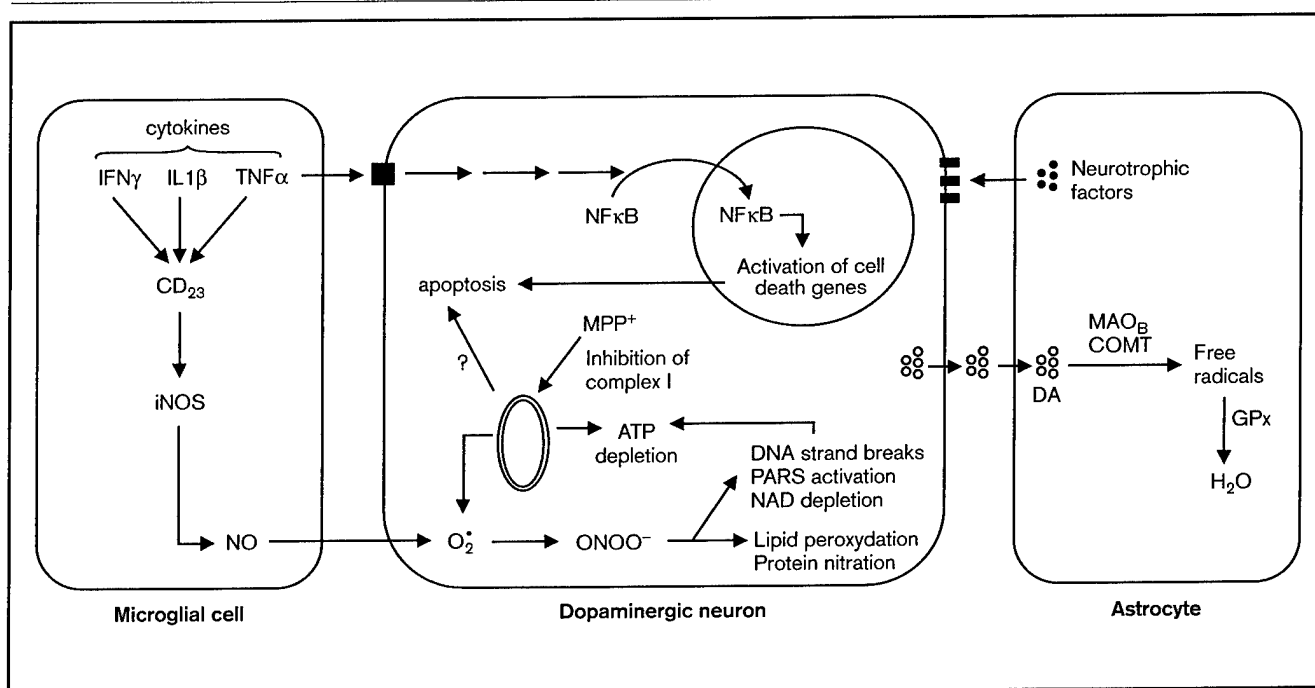 cytokines
IFNγ IL1β TNFα
CD₂₃
iNOS
NO
Microglial cell
NFκB
NFκB
Activation of cell
death genes
apoptosis
?
MPP⁺
Inhibition of
complex I
ATP
depletion
DNA strand breaks
PARS activation
NAD depletion
O₂•
ONOO⁻
Lipid peroxydation
Protein nitration
Dopaminergic neuron
Neurotrophic
factors
MAO_B
COMT
DA
Free
radicals
GPx
H₂O
Astrocyte